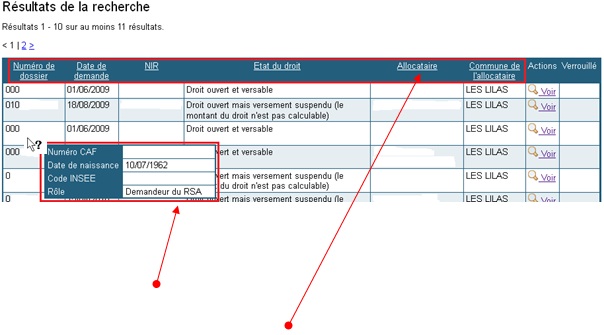 Résultats de la recherche
Résultats 1 - 10 sur au moins 11 résultats.
< 1 | 2 >
Numéro de dossier Date de demande NIR Etat du droit Allocataire Commune de l'allocataire Actions Verrouillé
000 01/06/2009 Droit ouvert et versable LES LILAS Voir
010 18/08/2009 Droit ouvert mais versement suspendu (le montant du droit n'est pas calculable) LES LILAS Voir
000 01/06/2009 Droit ouvert et versable LES LILAS Voir
000 ert et versable LES LILAS Voir
Numéro CAF
Date de naissance 10/07/1962
Code INSEE
Rôle Demandeur du RSA
0 ert mais versement suspendu (le du droit n'est pas calculable) LES LILAS Voir
0 mais versement suspendu (le LES LILAS Voir